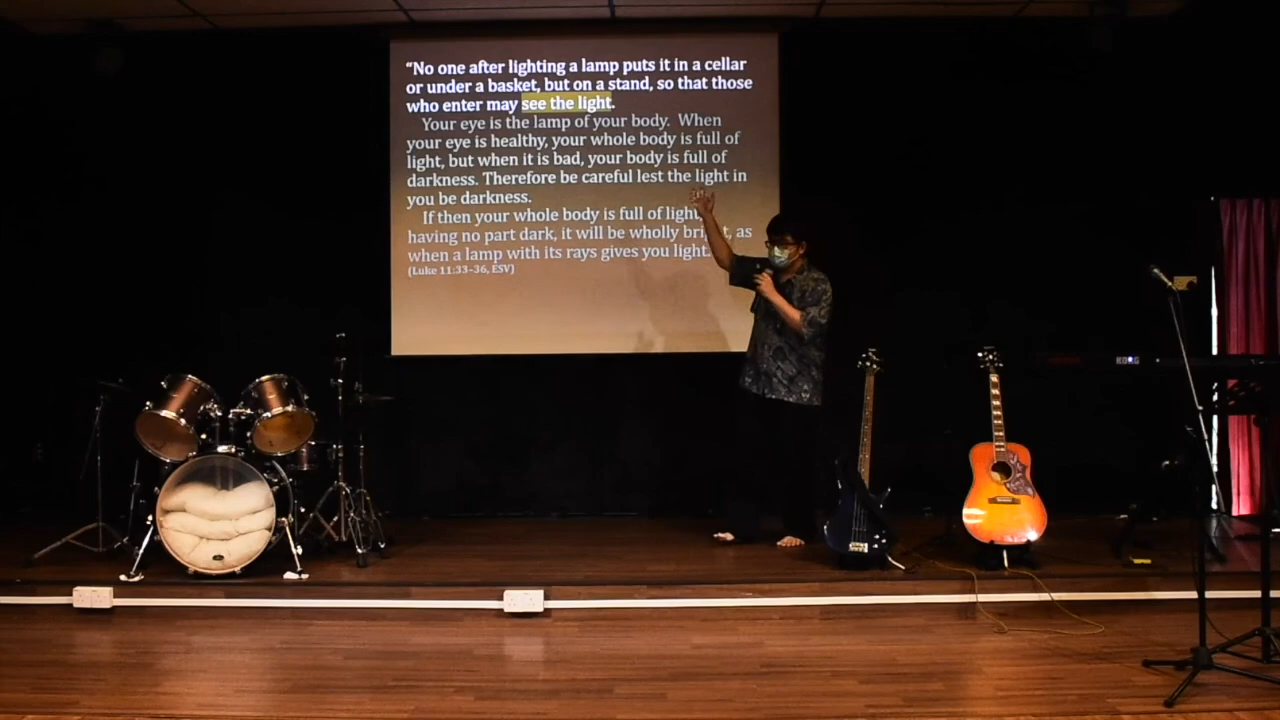 “No one after lighting a lamp puts it in a cellar
or under a basket, but on a stand, so that those
who enter may see the light.
Your eye is the lamp of your body. When
your eye is healthy, your whole body is full of
light, but when it is bad, your body is full of
darkness. Therefore be careful lest the light in
you be darkness.
If then your whole body is full of light,
having no part dark, it will be wholly bright, as
when a lamp with its rays gives you light.
(Luke 11:33-36, ESV)
KORG